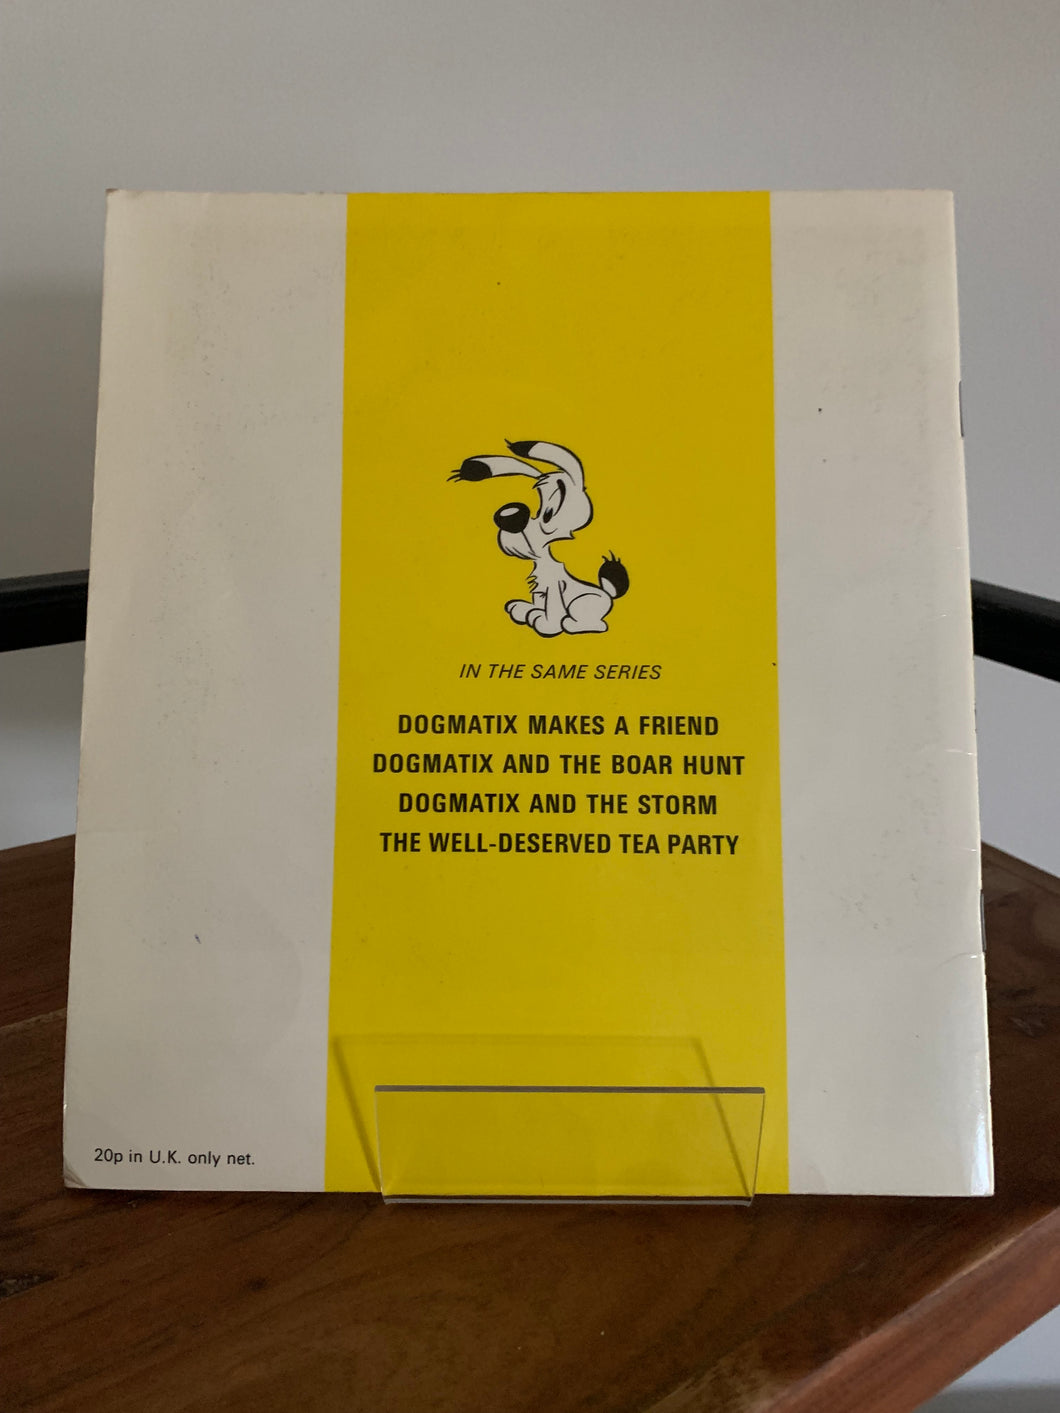 IN THE SAME SERIES
DOGMATIX MAKES A FRIEND
DOGMATIX AND THE BOAR HUNT
DOGMATIX AND THE STORM
THE WELL-DESERVED TEA PARTY
20p in U.K. only net.